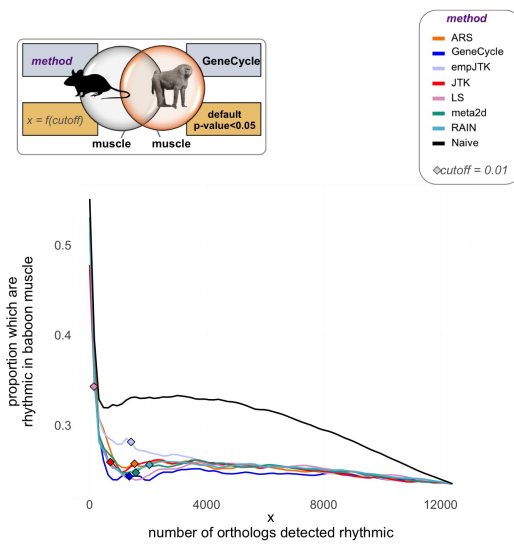 method
GeneCycle
x = f(cutoff)
default
p-value<0.05
muscle
muscle
method
ARS
GeneCycle
empJTK
JTK
LS
meta2d
RAIN
Naive
cutoff = 0.01
0.5
0.4
0.3
proportion which are
rhythmic in baboon muscle
0
4000
8000
12000
x
number of orthologs detected rhythmic